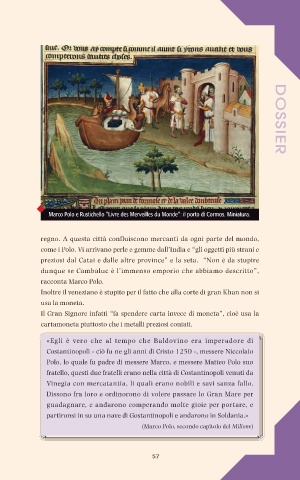 DOSSIER
Marco Polo e Rustichello "Livre des Merveilles du Monde": il porto di Cormos. Miniatura.
regno. A questa città confluiscono mercanti da ogni parte del mondo,
come i Polo. Vi arrivano perle e gemme dall'India e "gli oggetti più strani e
preziosi dal Catai e dalle altre province" e la seta. "Non è da stupire
dunque se Cambaluc è l'immenso emporio che abbiamo descritto",
racconta Marco Polo.
Inoltre il veneziano è stupito per il fatto che alla corte di gran Khan non si
usa la moneta.
Il Gran Signore infatti "fa spendere carta invece di moneta", cioè usa la
cartamoneta piuttosto che i metalli preziosi coniati.
«Egli è vero che al tempo che Baldovino era imperadore di
Costantinopoli - ciò fu ne gli anni di Cristo 1250 -, messere Niccolaio
Polo, lo quale fu padre di messere Marco, e messere Matteo Polo suo
fratello, questi due fratelli erano nella città di Costantinopoli venuti da
Vinegia con mercatantia, li quali erano nobili e savi sanza fallo.
Dissono fra loro e ordinorono di volere passare lo Gran Mare per
guadagnare, e andarono comperando molte gioie per portare, e
partironsi in su una nave di Gostantinopoli e andarono in Soldania.»
(Marco Polo, secondo capitolo del Milione)
57